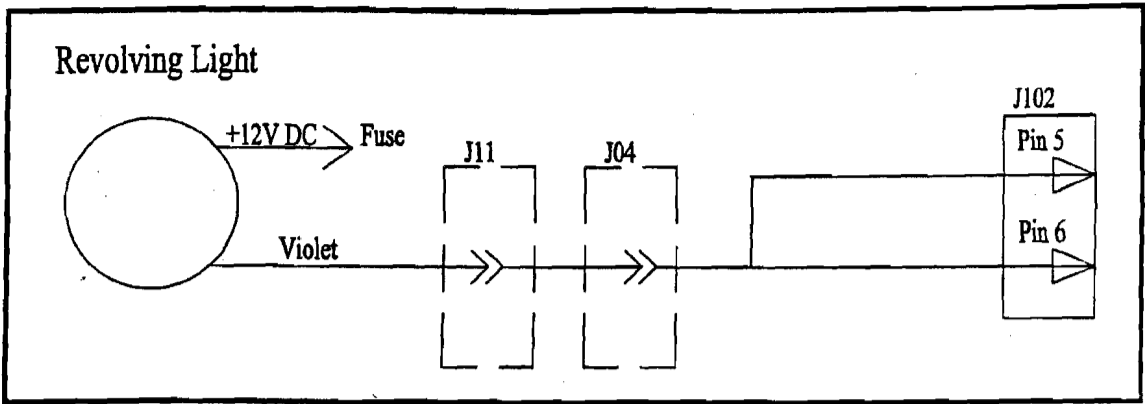 Revolving Light
+12V DC
Fuse
J11
J04
J102
Pin 5
Violet
Pin 6